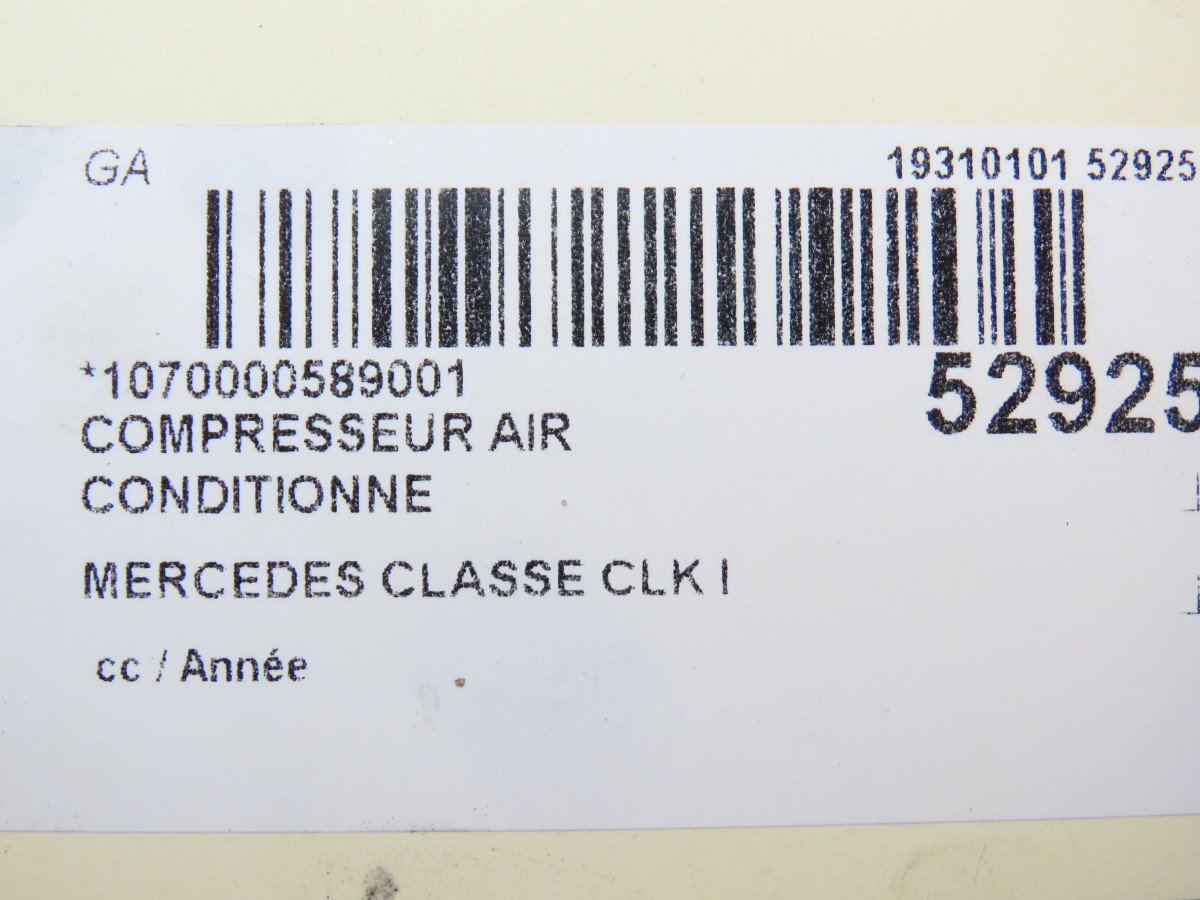 GA 19310101 52925
*1070000589001
52925
COMPRESSEUR AIR
CONDITIONNE
MERCEDES CLASSE CLK I
cc / Année